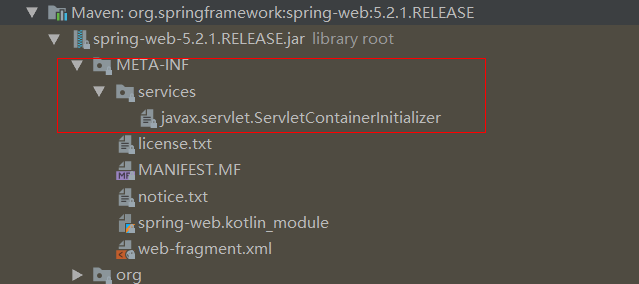 Maven: org.springframework:spring-web:5.2.1.RELEASE
spring-web-5.2.1.RELEASE.jar library root
META-INF
services
javax.servlet.ServletContainerInitializer
license.txt
MANIFEST.MF
notice.txt
spring-web.kotlin_module
web-fragment.xml
org